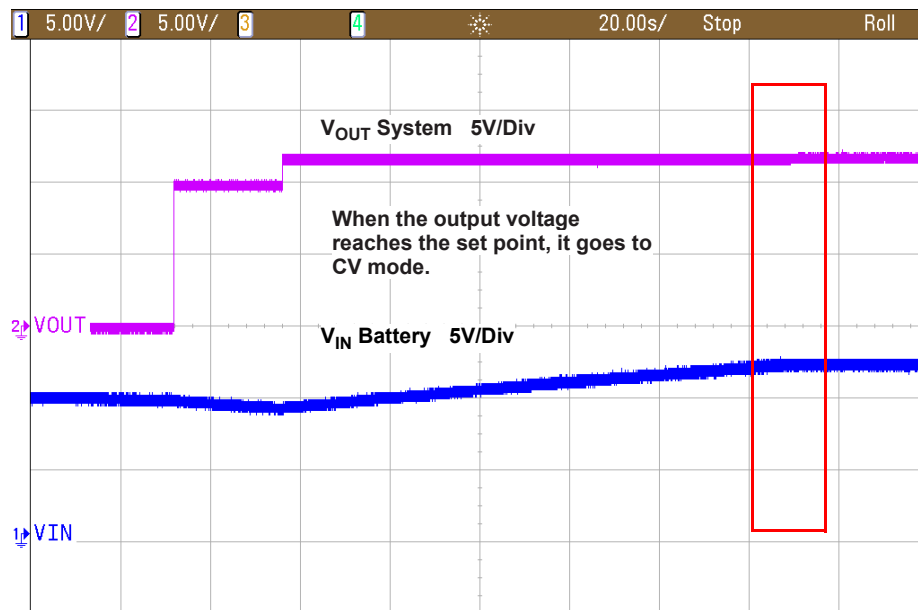 1 5.00V/ 2 5.00V/ 3 4 20.00s/ Stop Roll
VOUT System 5V/Div
When the output voltage
reaches the set point, it goes to
CV mode.
2 VOUT
VIN Battery 5V/Div
1 VIN